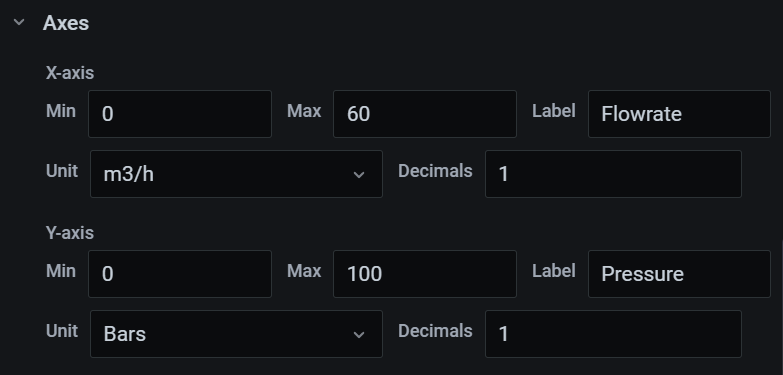 Axes
X-axis
Min 0 Max 60 Label Flowrate
Unit m3/h Decimals 1
Y-axis
Min 0 Max 100 Label Pressure
Unit Bars Decimals 1